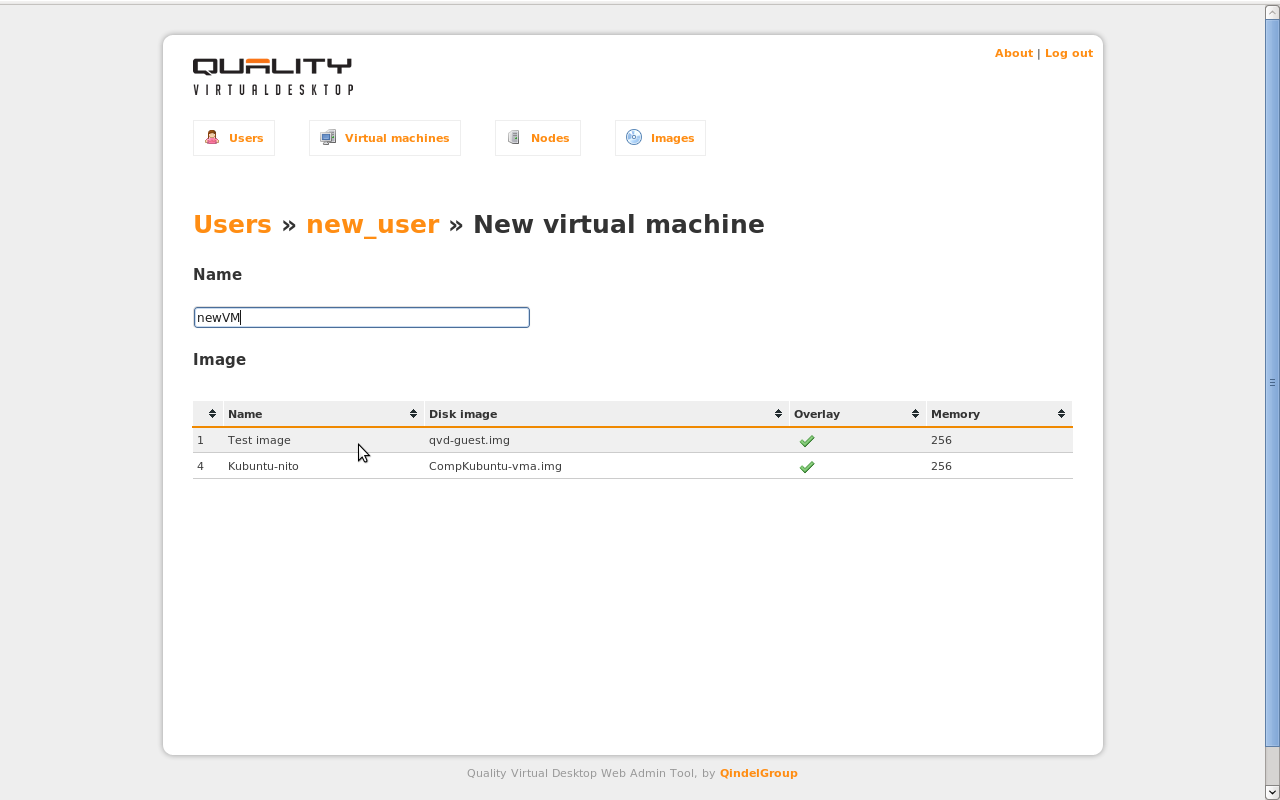 QUALITY
VIRTUALDESKTOP
About | Log out
Users Virtual machines Nodes Images
Users » new_user » New virtual machine
Name
newVM
Image
Name Disk image Overlay Memory
1 Test image qvd-guest.img 256
4 Kubuntu-nito CompKubuntu-vma.img 256
Quality Virtual Desktop Web Admin Tool, by QindelGroup